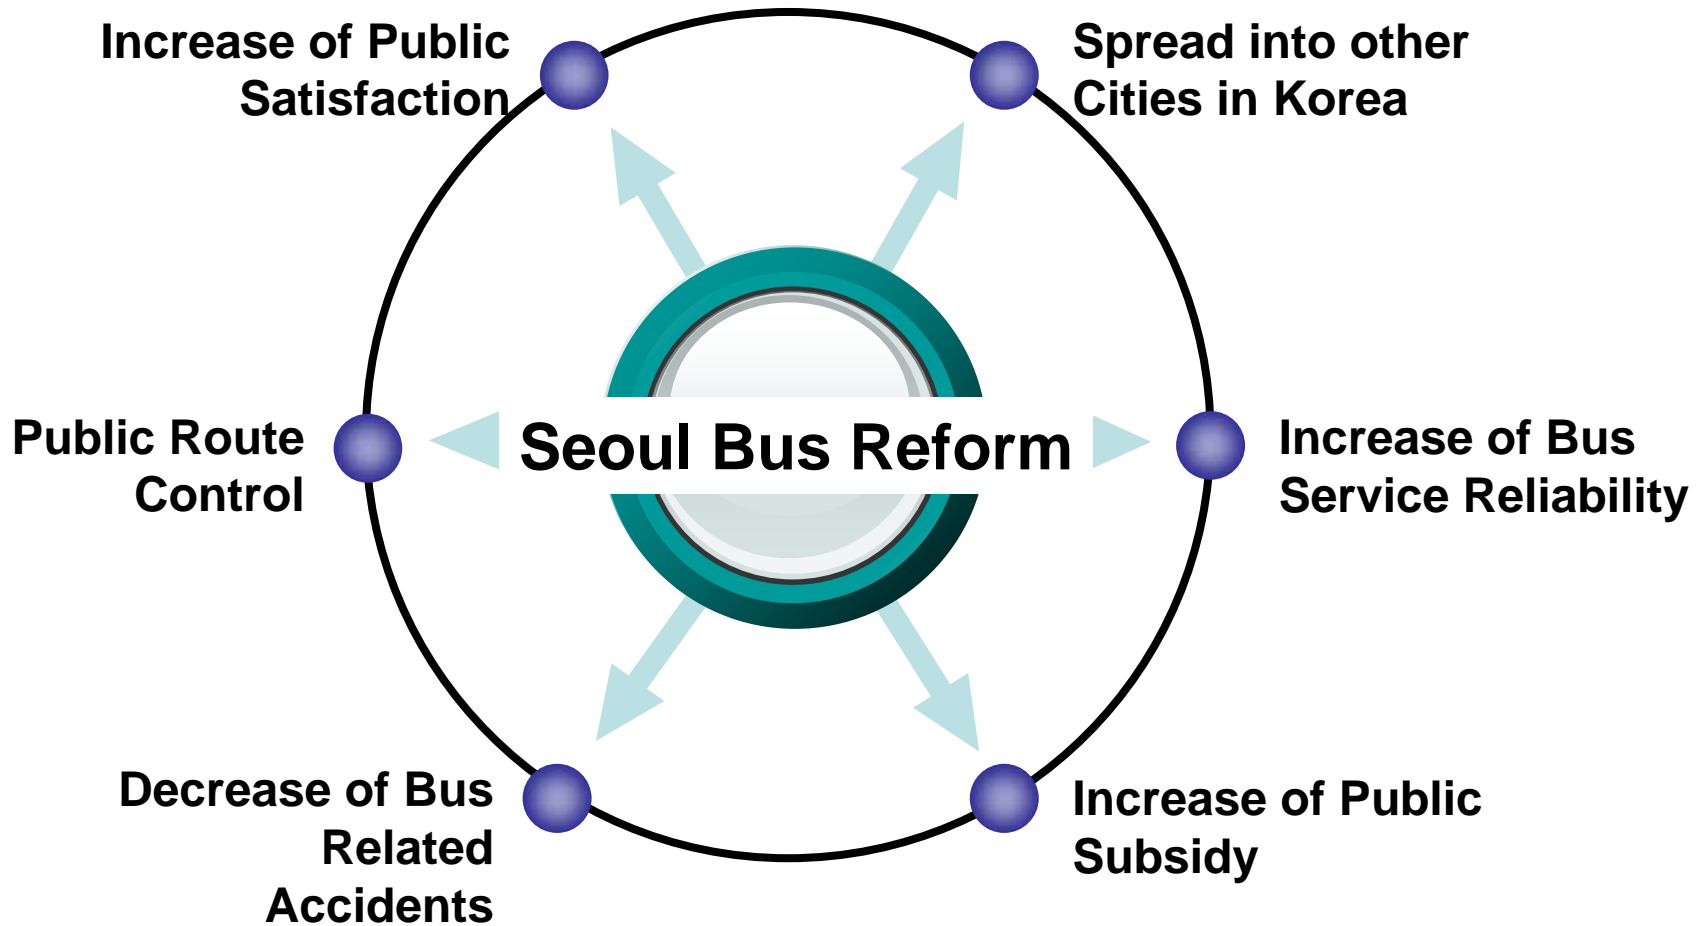 Increase of Public
Satisfaction
Spread into other
Cities in Korea
Public Route
Control
Seoul Bus Reform
Increase of Bus
Service Reliability
Decrease of Bus
Related
Accidents
Increase of Public
Subsidy